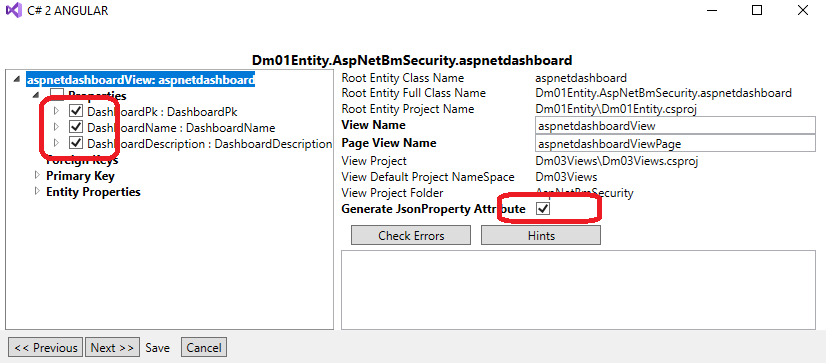 C# 2 ANGULAR
Dm01Entity.AspNetBmSecurity.aspnetdashboard
aspnetdashboardView: aspnetdashboard
Properties
DashboardPk : DashboardPk
DashboardName : DashboardName
DashboardDescription : DashboardDescription
Foreign Keys
Primary Key
Entity Properties
Root Entity Class Name aspnetdashboard
Root Entity Full Class Name Dm01Entity.AspNetBmSecurity.aspnetdashboard
Root Entity Project Name Dm01Entity\Dm01Entity.csproj
View Name aspnetdashboardView
Page View Name aspnetdashboardViewPage
View Project Dm03Views\Dm03Views.csproj
View Default Project NameSpace Dm03Views
View Project Folder AspNetBmSecurity
Generate JsonProperty Attribute
Check Errors Hints
<< Previous Next >> Save Cancel